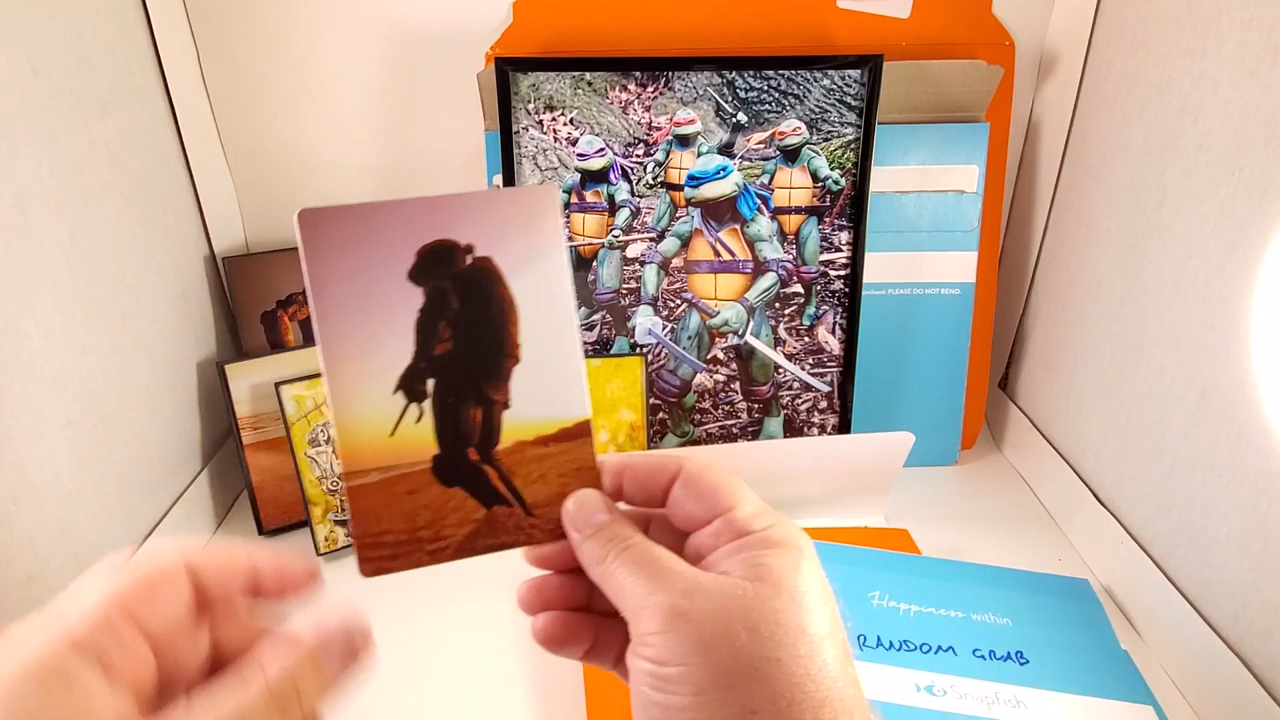 PLEASE DO NOT BEND.
Happiness within
RANDOM GRAB
Snapfish